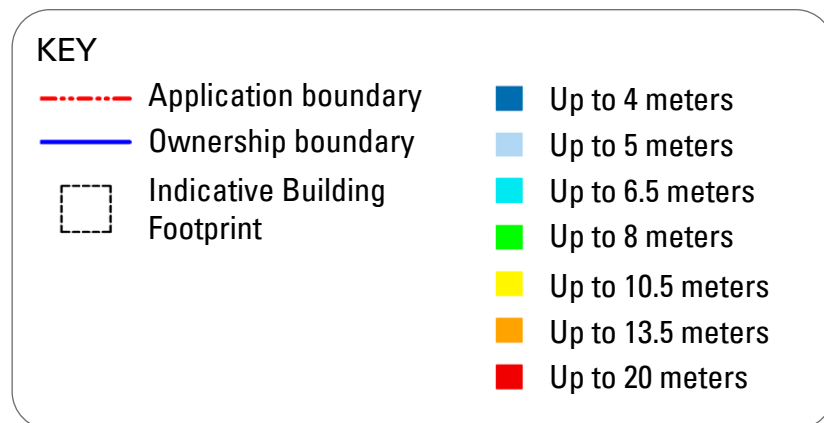 KEY
Application boundary
Ownership boundary
Indicative Building
Footprint
Up to 4 meters
Up to 5 meters
Up to 6.5 meters
Up to 8 meters
Up to 10.5 meters
Up to 13.5 meters
Up to 20 meters